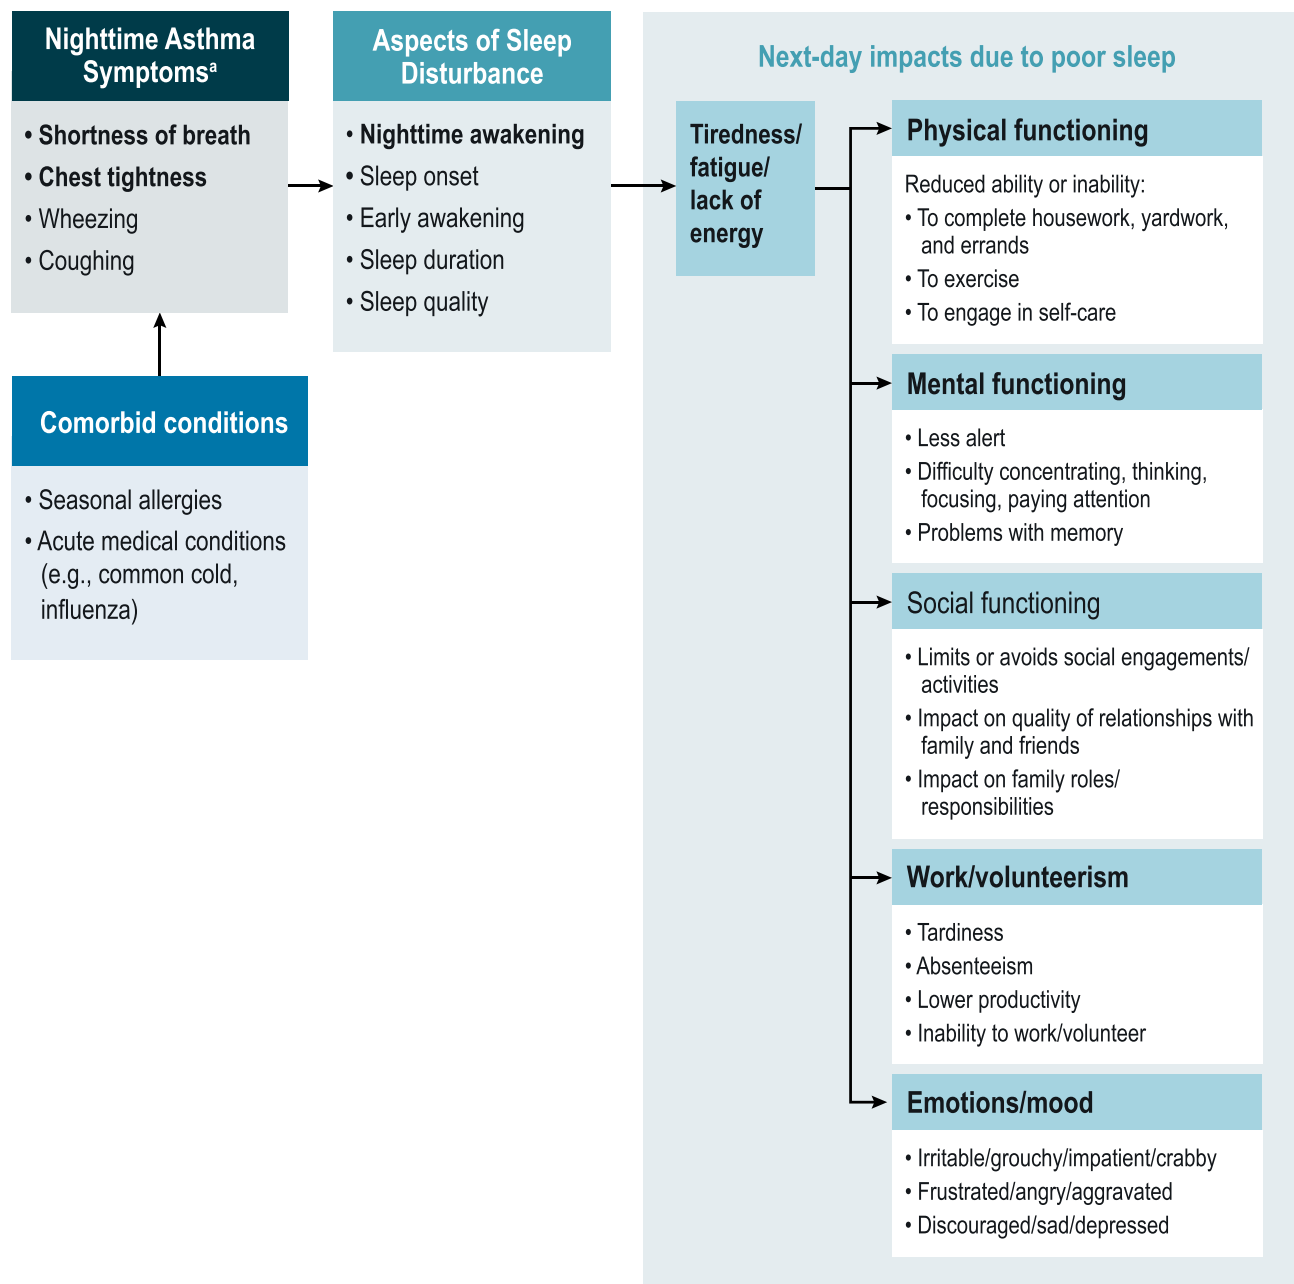 Nighttime Asthma
Symptomsª
• Shortness of breath
• Chest tightness
• Wheezing
• Coughing
Comorbid conditions
• Seasonal allergies
• Acute medical conditions
(e.g., common cold,
influenza)
Aspects of Sleep
Disturbance
• Nighttime awakening
• Sleep onset
• Early awakening
• Sleep duration
• Sleep quality
Next-day impacts due to poor sleep
Tiredness/
fatigue/
lack of
energy
Physical functioning
Reduced ability or inability:
• To complete housework, yardwork,
and errands
• To exercise
• To engage in self-care
Mental functioning
• Less alert
• Difficulty concentrating, thinking,
focusing, paying attention
• Problems with memory
Social functioning
• Limits or avoids social engagements/
activities
• Impact on quality of relationships with
family and friends
• Impact on family roles/
responsibilities
Work/volunteerism
• Tardiness
• Absenteeism
• Lower productivity
• Inability to work/volunteer
Emotions/mood
• Irritable/grouchy/impatient/crabby
• Frustrated/angry/aggravated
• Discouraged/sad/depressed